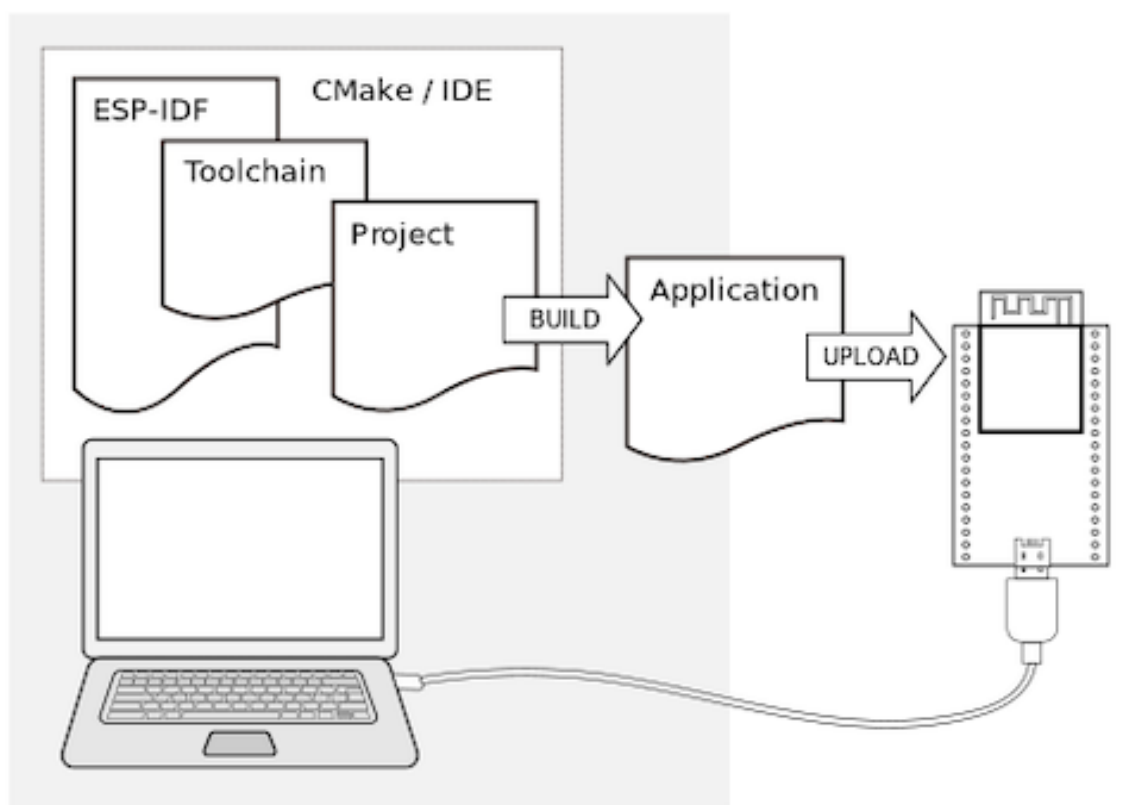 CMake / IDE
ESP-IDF
Toolchain
Project
BUILD
Application
UPLOAD